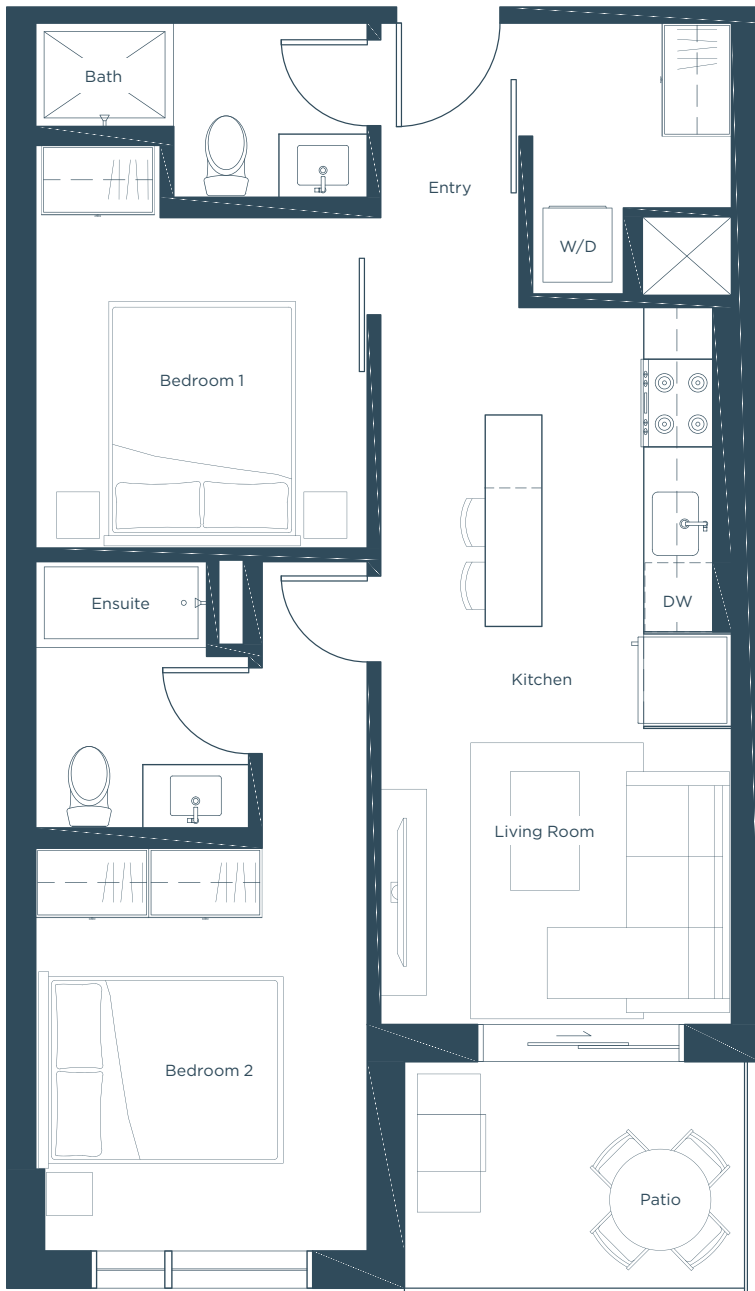 Bath
Entry
W/D
Bedroom 1
Ensuite
DW
Kitchen
Living Room
Bedroom 2
Patio